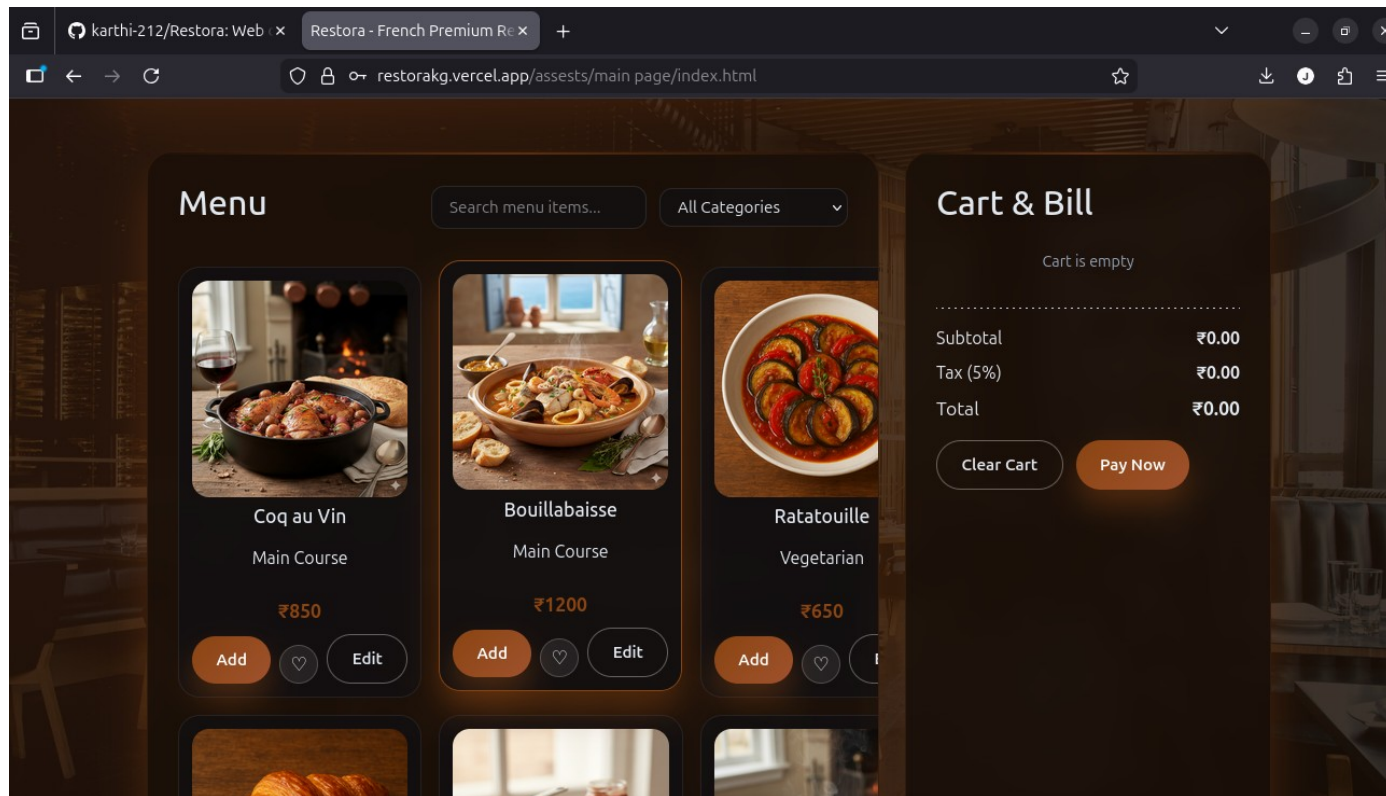 karthi-212/Restora: Web
Restora - French Premium Re
restorakg.vercel.app/assests/main page/index.html
Menu
Search menu items...
All Categories
Coq au Vin
Main Course
₹850
Add
Edit
Bouillabaisse
Main Course
₹1200
Add
Edit
Ratatouille
Vegetarian
₹650
Add
Cart & Bill
Cart is empty
Subtotal ₹0.00
Tax (5%) ₹0.00
Total ₹0.00
Clear Cart
Pay Now